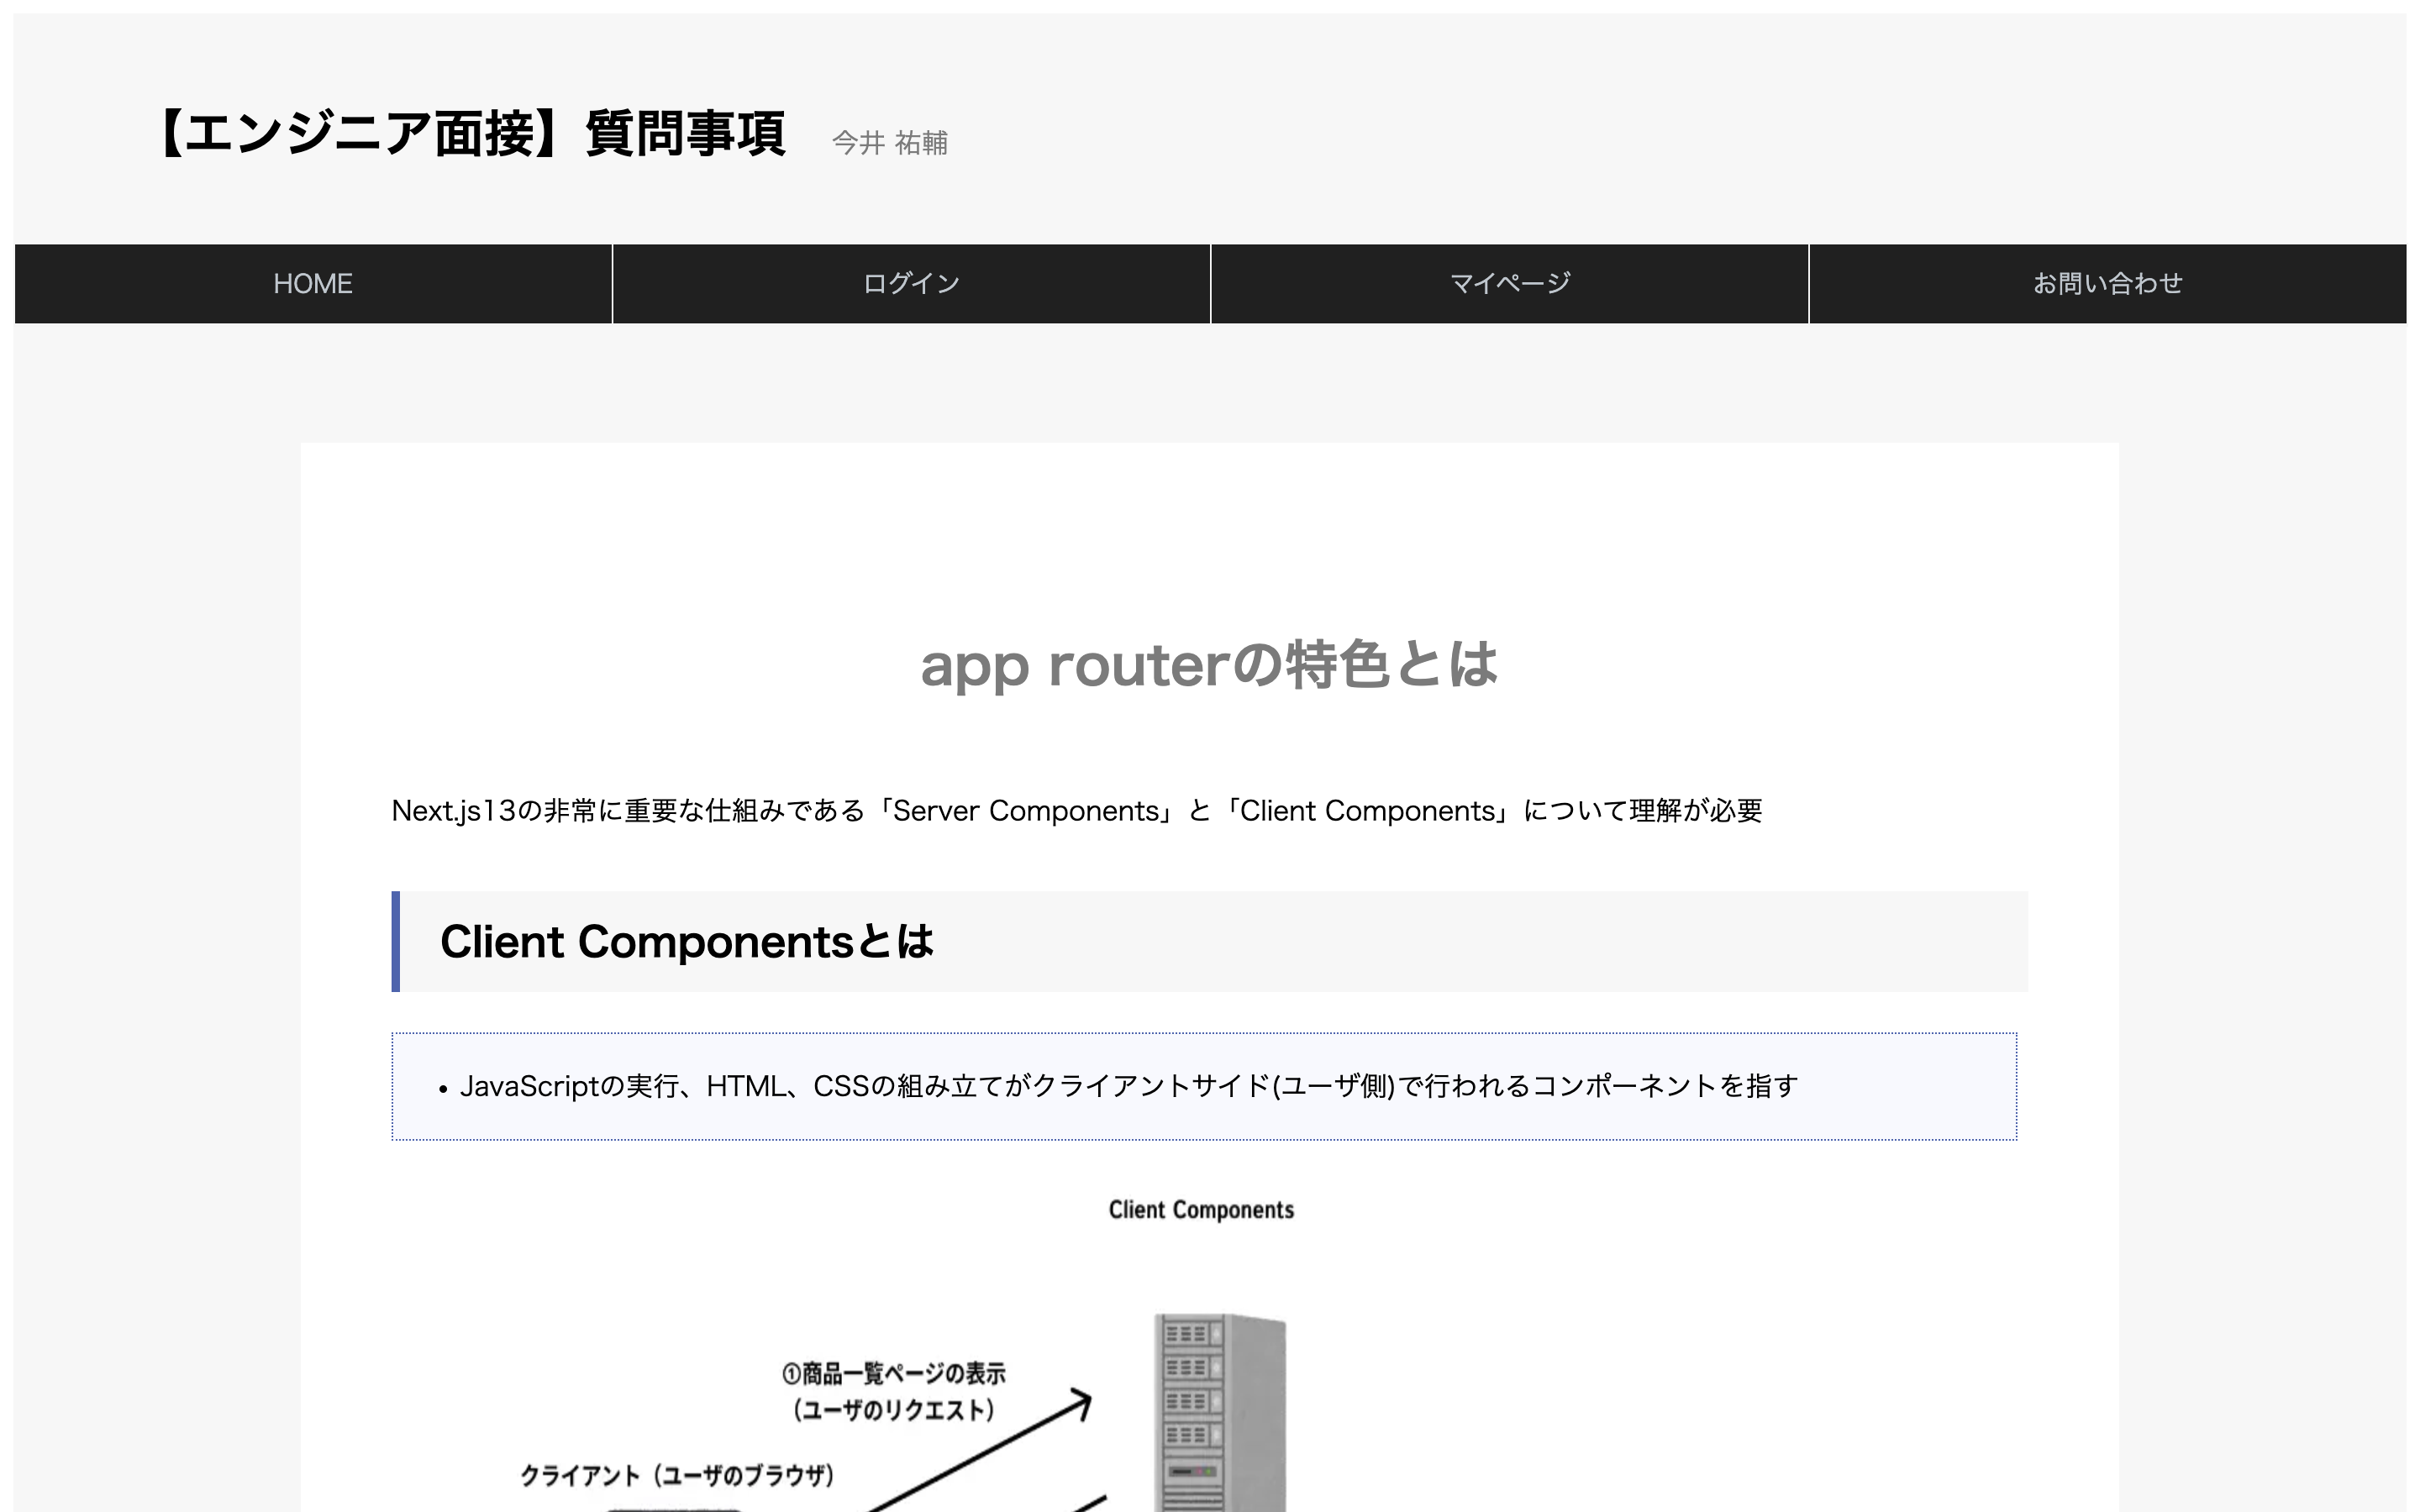 【エンジニア面接】質問事項 今井 祐輔
HOME
ログイン
マイページ
お問い合わせ
app routerの特色とは
Next.js13の非常に重要な仕組みである「Server Components」と「Client Components」について理解が必要
Client Componentsとは
• JavaScriptの実行、HTML、CSSの組み立てがクライアントサイド(ユーザ側)で行われるコンポーネントを指す
Client Components
①商品一覧ページの表示
（ユーザのリクエスト）
クライアント（ユーザのブラウザ）